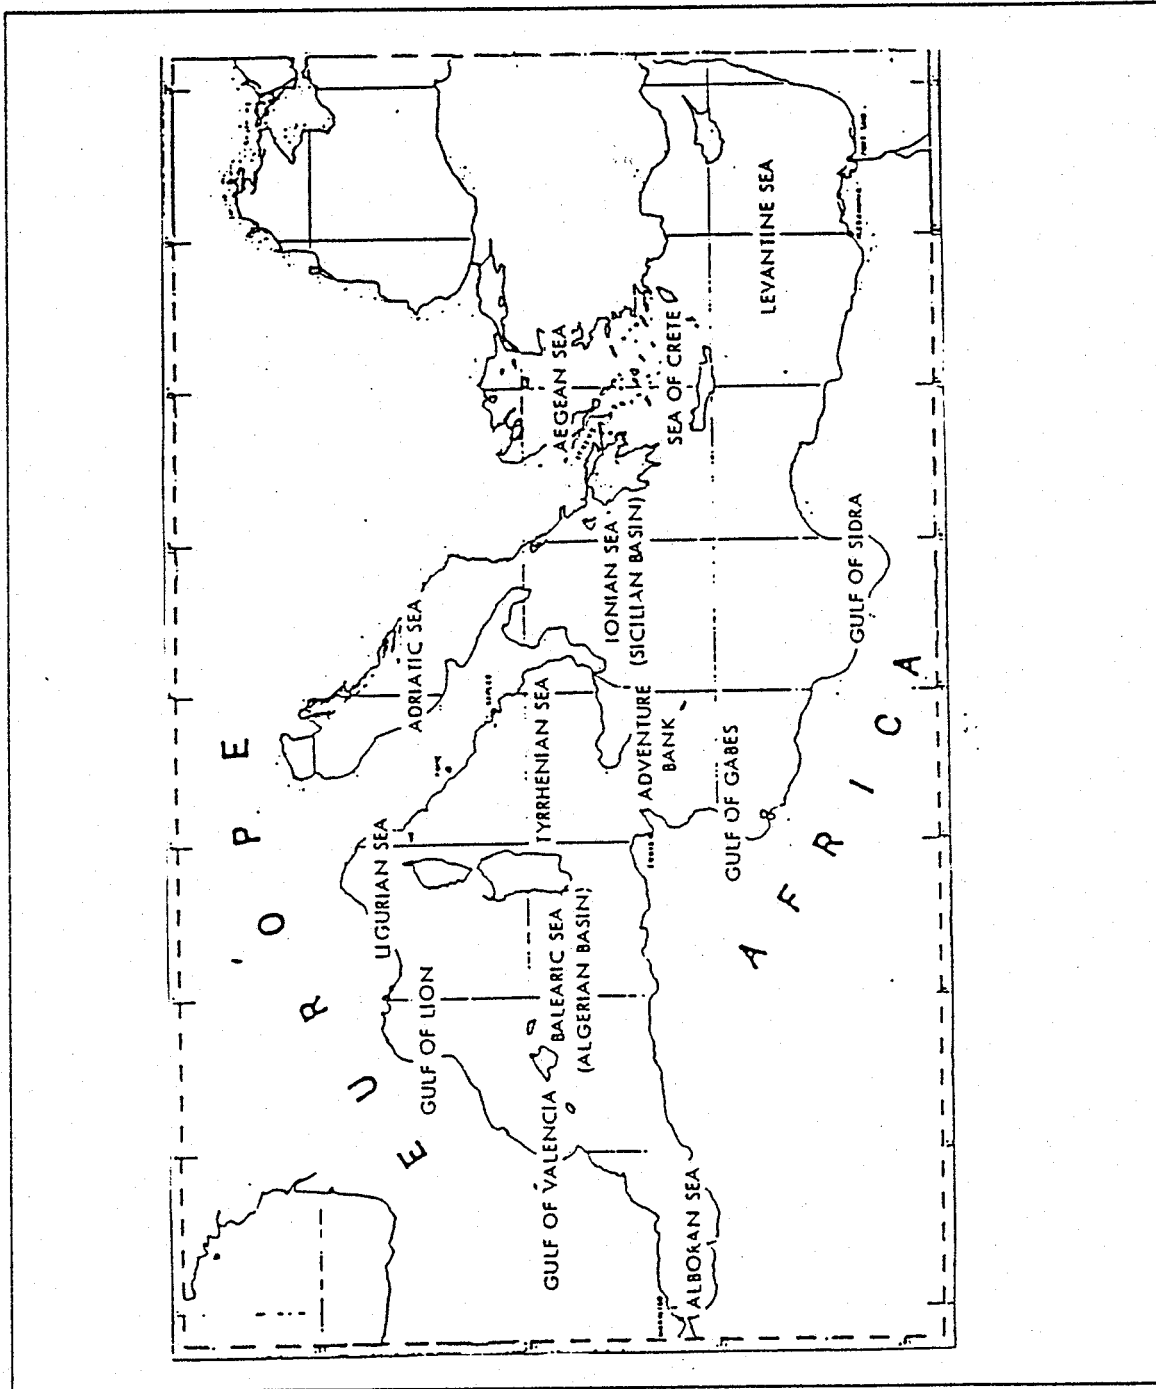 EUROPE
LIGURIAN SEA
ADRIATIC SEA
GULF OF LION
TYRRHENIAN SEA
AEGEAN SEA
GULF OF VALENCIA
BALEARIC SEA
(ALGERIAN BASIN)
IONIAN SEA
(SICILIAN BASIN)
SEA OF CRETE
ADVENTURE
BANK
ALBORAN SEA
GULF OF GABES
LEVANTINE SEA
GULF OF SIDRA
AFRICA